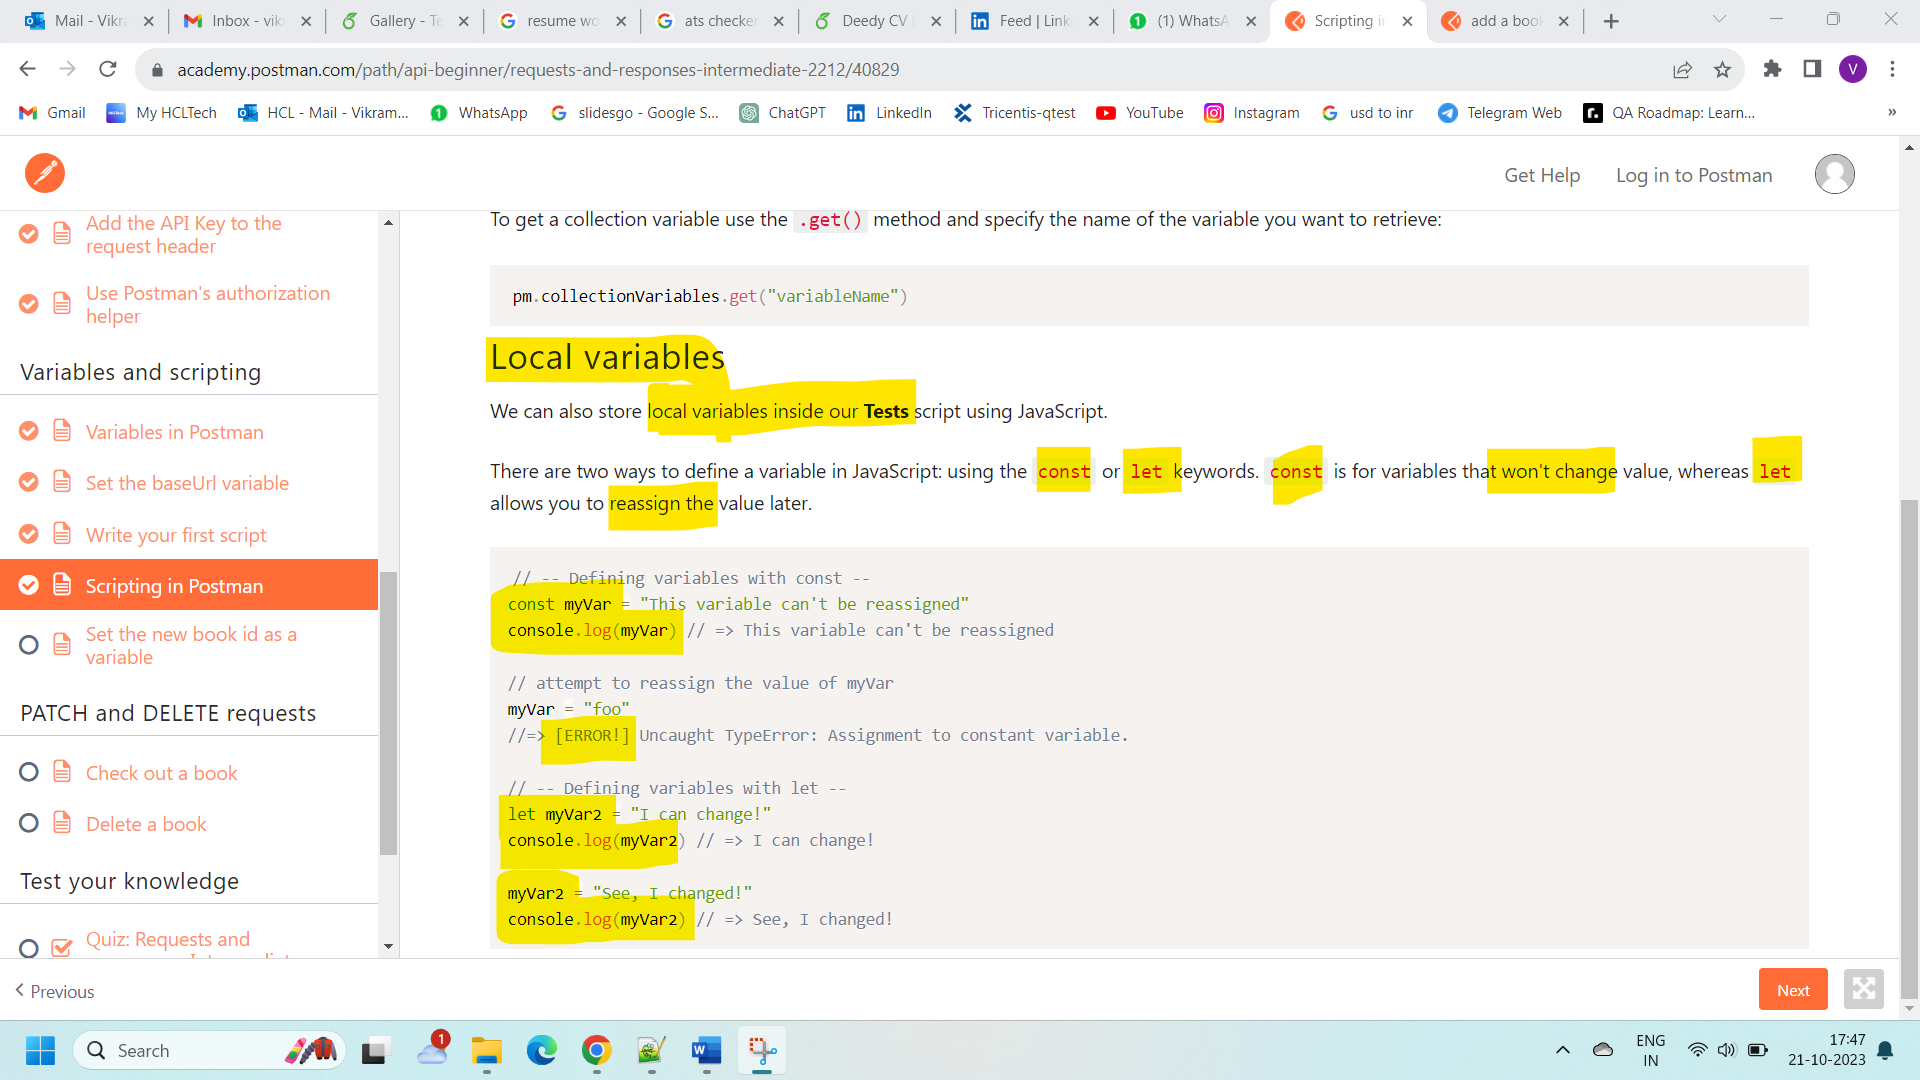 Mail - Vikra
Inbox - vik
Gallery - Te
resume wo
ats checke
Deedy CV (
Feed | Link
(1) WhatsA
Scripting in
add a boo
academy.postman.com/path/api-beginner/requests-and-responses-intermediate-2212/40829
V
Gmail
My HCLTech
HCL - Mail - Vikram...
WhatsApp
slidesgo - Google S...
ChatGPT
LinkedIn
Tricentis-qtest
YouTube
Instagram
usd to inr
Telegram Web
QA Roadmap: Learn...
»
Get Help
Log in to Postman
Add the API Key to the
request header
Use Postman's authorization
helper
Variables and scripting
Variables in Postman
Set the baseUrl variable
Write your first script
Scripting in Postman
Set the new book id as a
variable
PATCH and DELETE requests
Check out a book
Delete a book
Test your knowledge
Quiz: Requests and
To get a collection variable use the .get() method and specify the name of the variable you want to retrieve:
pm.collectionVariables.get("variableName")
Local variables
We can also store local variables inside our Tests script using JavaScript.
There are two ways to define a variable in JavaScript: using the const or let keywords. const is for variables that won't change value, whereas let
allows you to reassign the value later.
// -- Defining variables with const --
const myVar = "This variable can't be reassigned"
console.log(myVar) // => This variable can't be reassigned
// attempt to reassign the value of myVar
myVar = "foo"
//=> [ERROR!] Uncaught TypeError: Assignment to constant variable.
// -- Defining variables with let --
let myVar2 = "I can change!"
console.log(myVar2) // => I can change!
myVar2 = "See, I changed!"
console.log(myVar2) // => See, I changed!
Previous
Next
Search
1
ENG
IN
17:47
21-10-2023